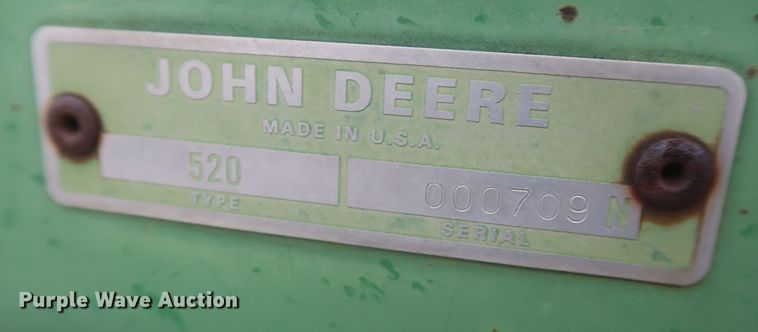 JOHN DEERE
MADE IN U.S.A.
520 000709 N
TYPE SERIAL
Purple Wave Auction